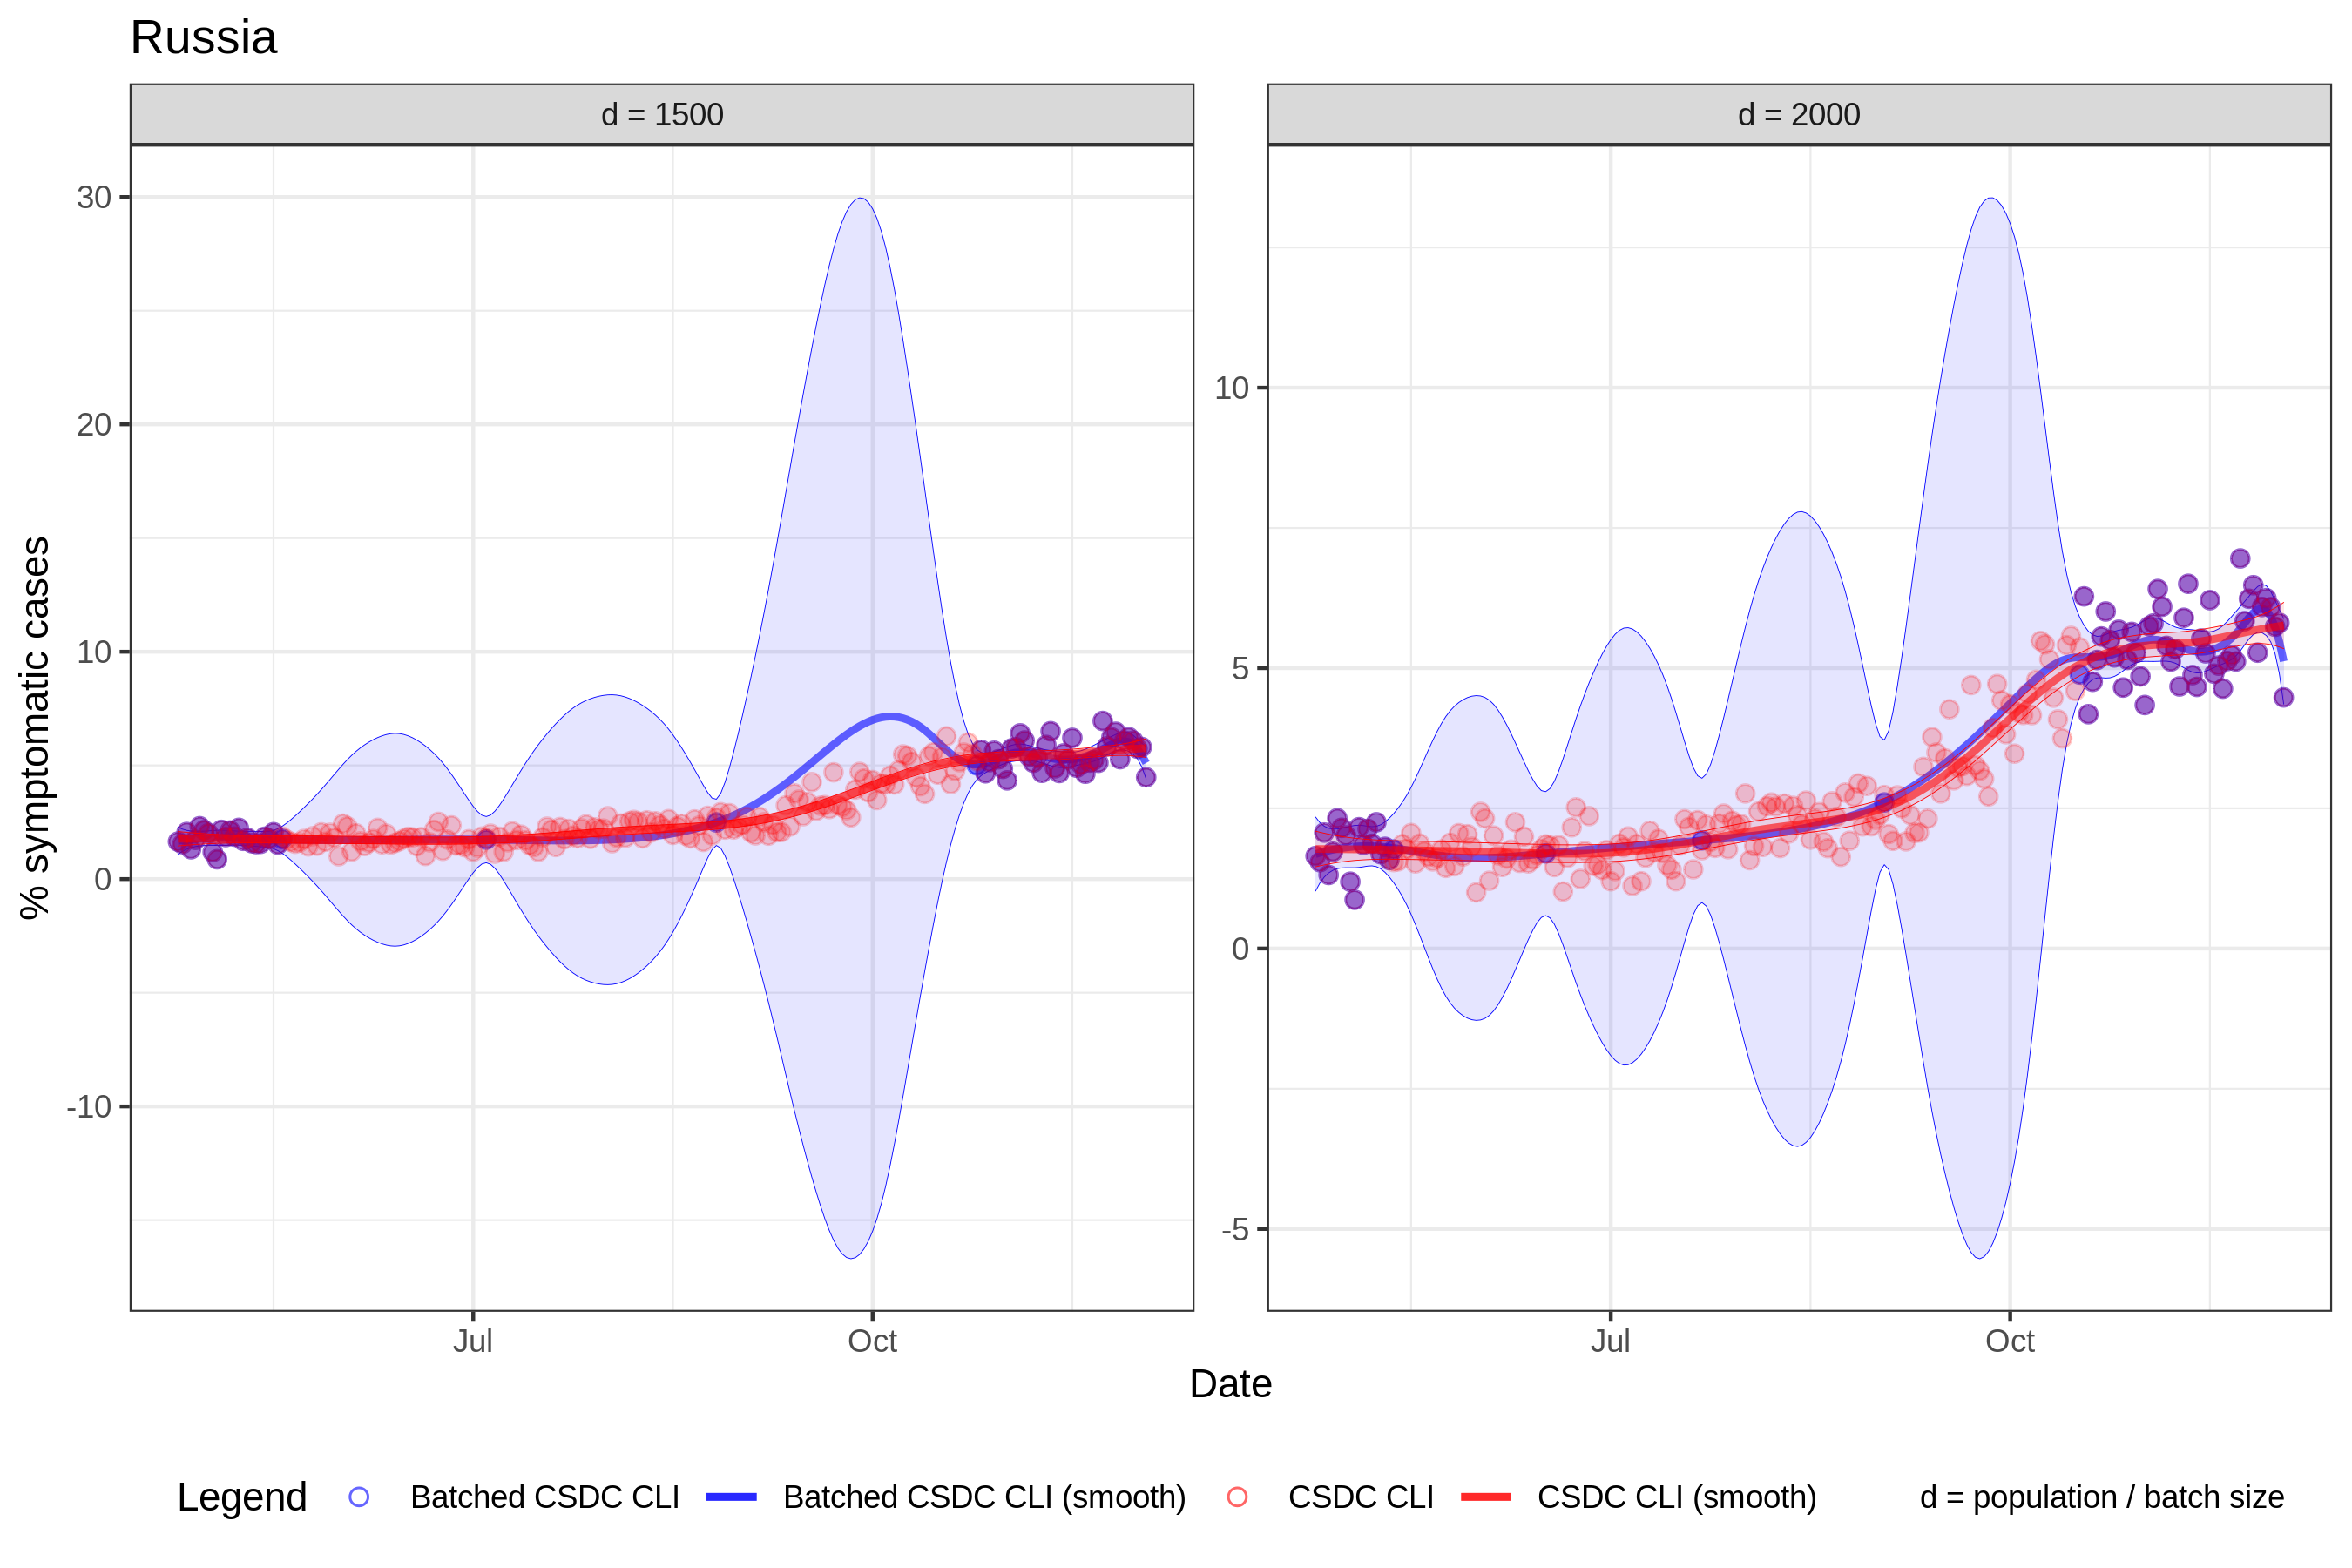 Russia
d = 1500
d = 2000
% symptomatic cases
30
20
10
0
-10
10
5
0
-5
Jul
Oct
Jul
Oct
Date
Legend
Batched CSDC CLI
Batched CSDC CLI (smooth)
CSDC CLI
CSDC CLI (smooth)
d = population / batch size